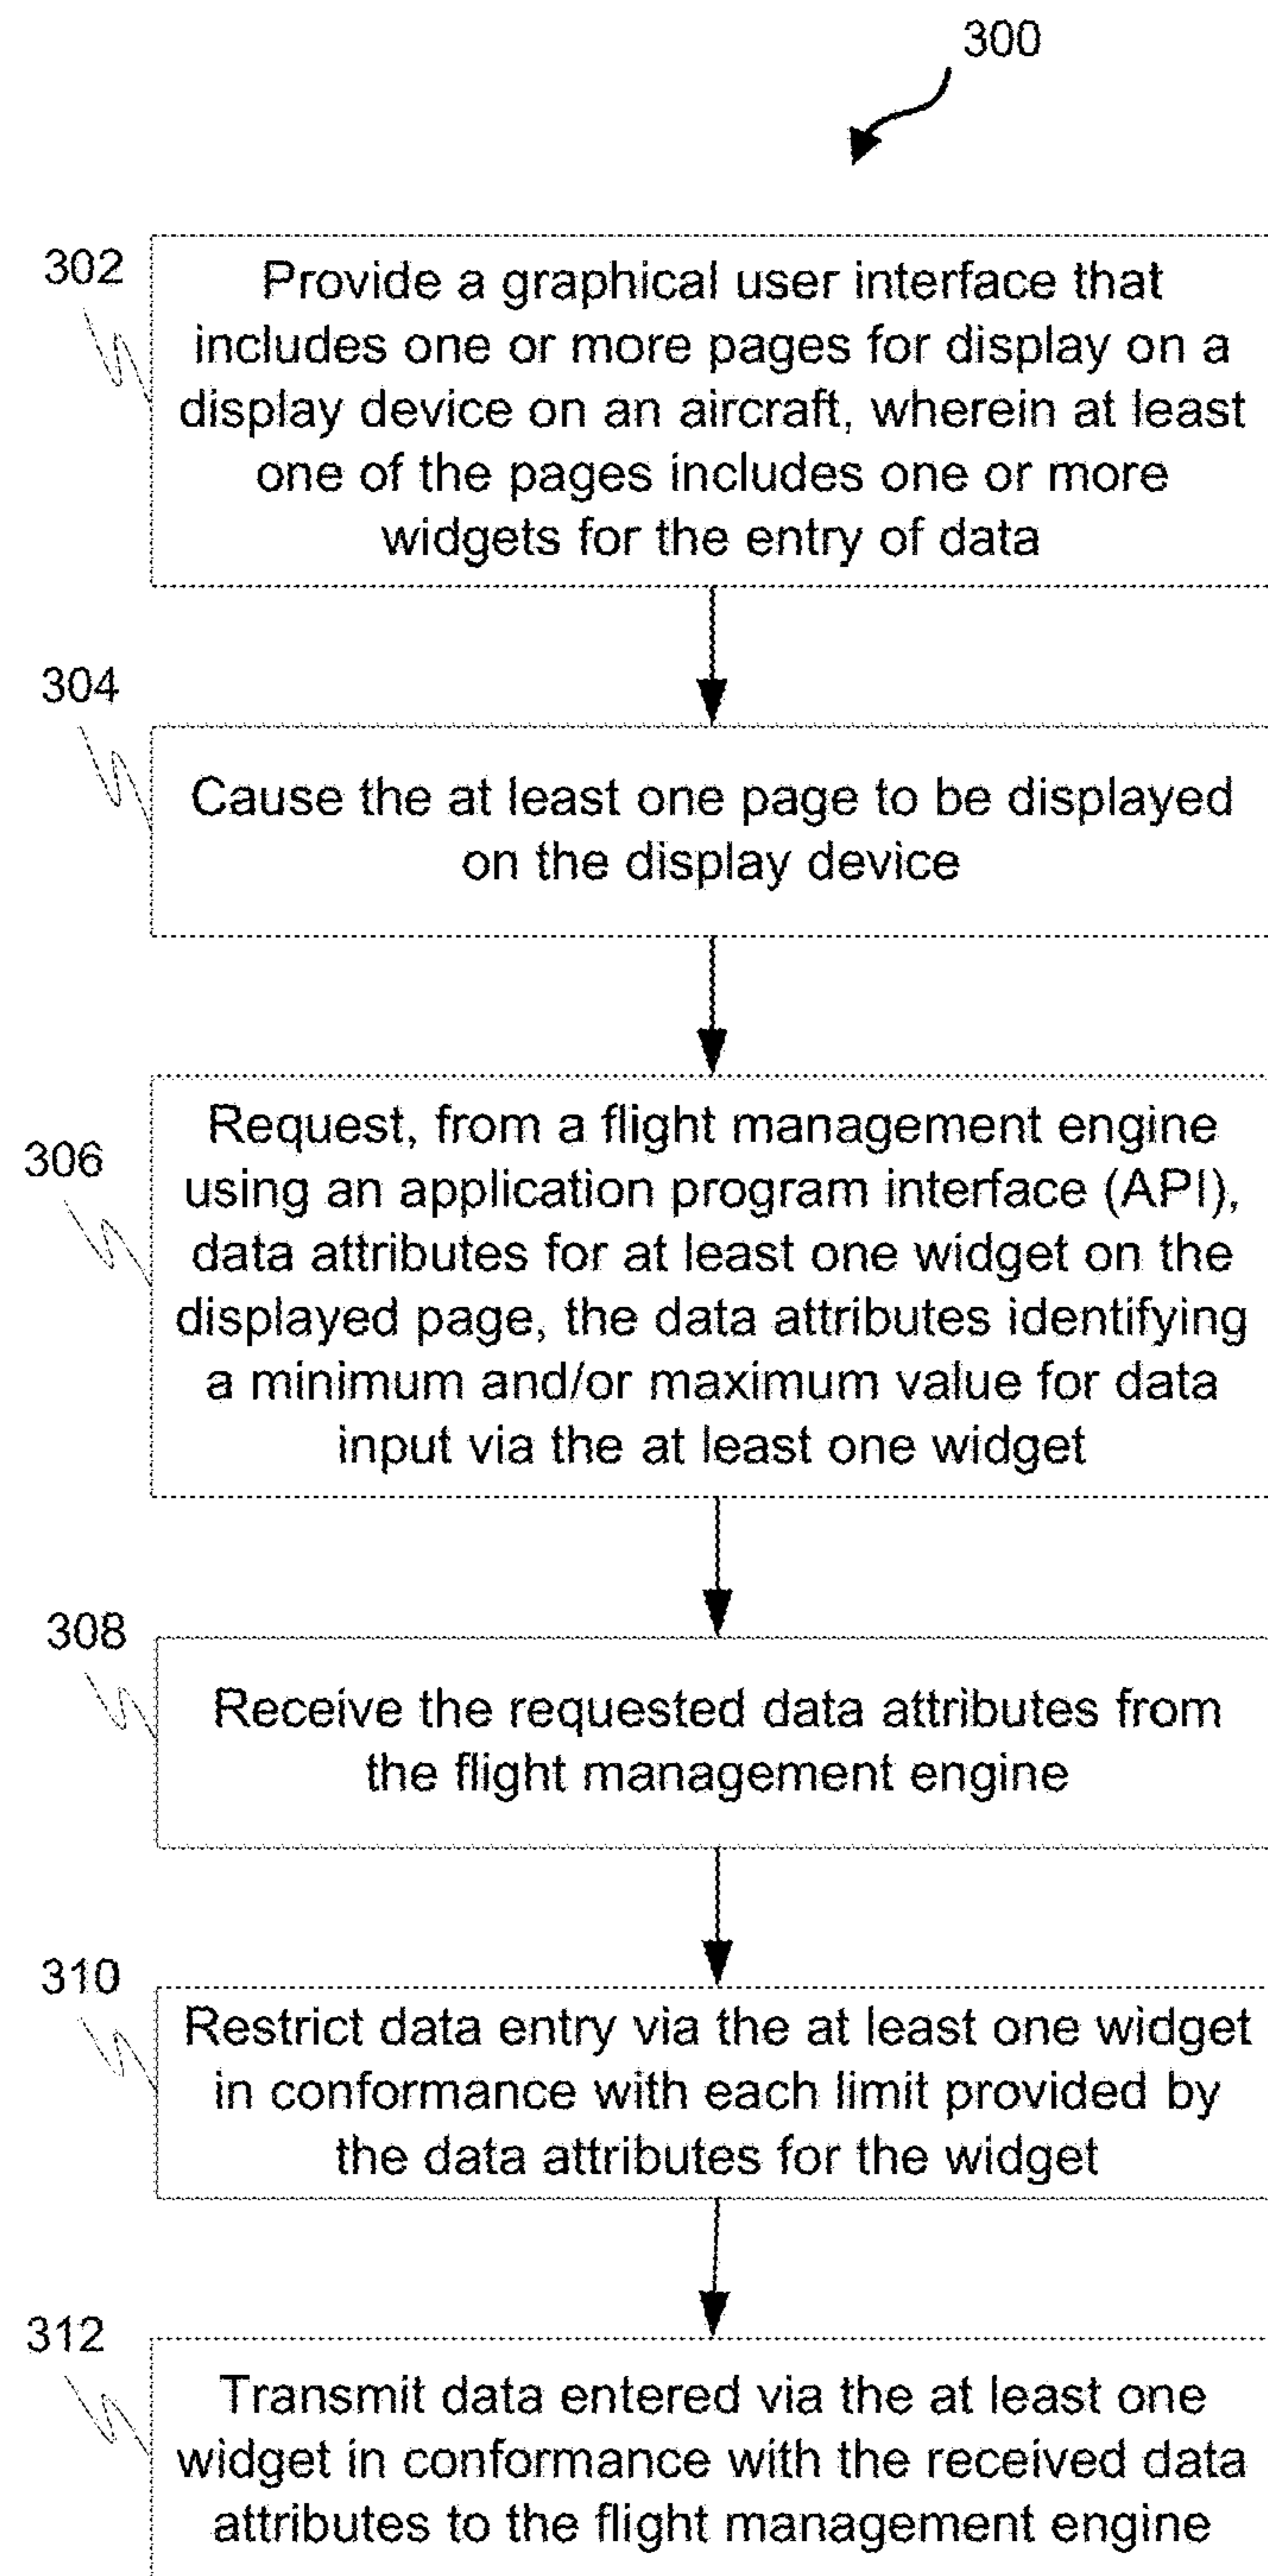 300
302
Provide a graphical user interface that
includes one or more pages for display on a
display device on an aircraft, wherein at least
one of the pages includes one or more
widgets for the entry of data
304
Cause the at least one page to be displayed
on the display device
306
Request, from a flight management engine
using an application program interface (API),
data attributes for at least one widget on the
displayed page, the data attributes identifying
a minimum and/or maximum value for data
input via the at least one widget
308
Receive the requested data attributes from
the flight management engine
310
Restrict data entry via the at least one widget
in conformance with each limit provided by
the data attributes for the widget
312
Transmit data entered via the at least one
widget in conformance with the received data
attributes to the flight management engine